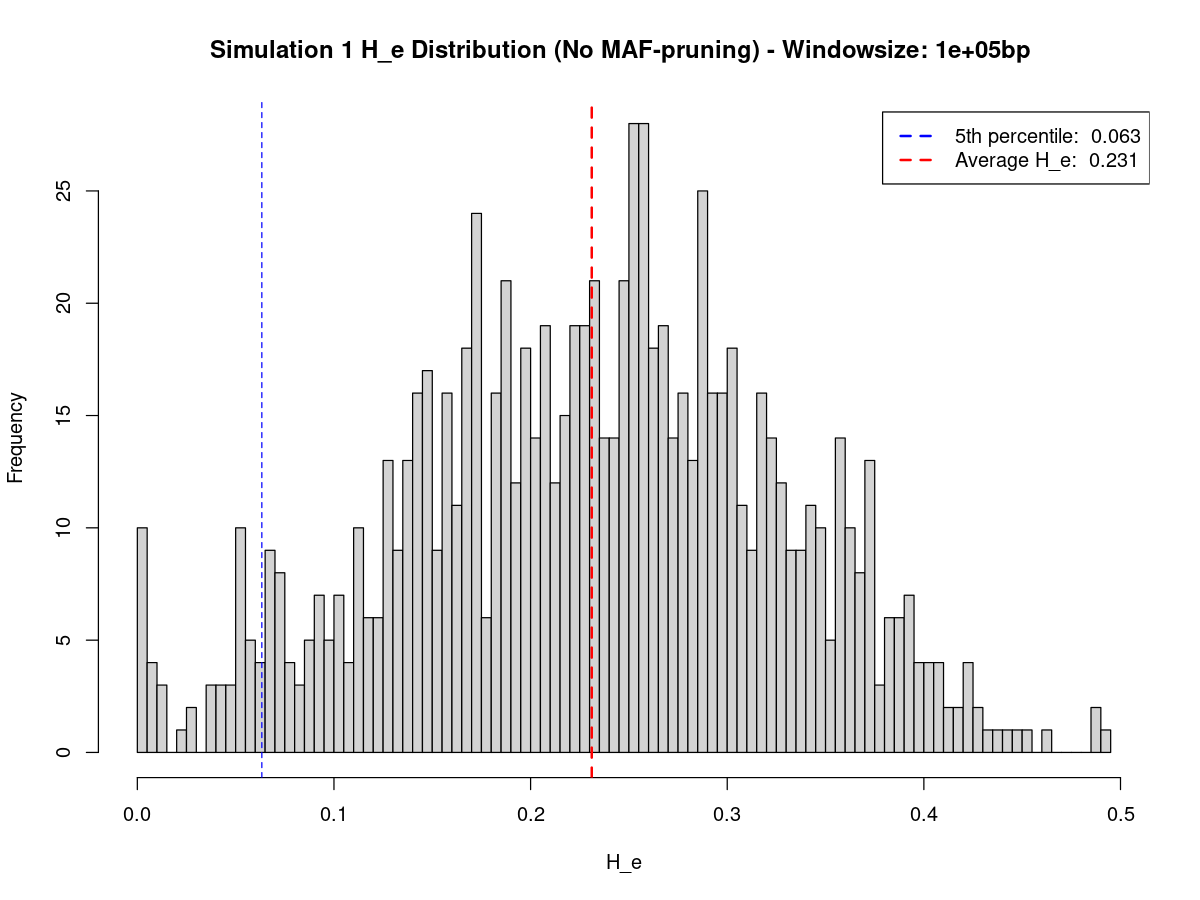 Simulation 1 H_e Distribution (No MAF-pruning) - Windowsize: 1e+05bp
5th percentile: 0.063
Average H_e: 0.231
Frequency
25
20
15
10
5
0
0.0 0.1 0.2 0.3 0.4 0.5
H_e